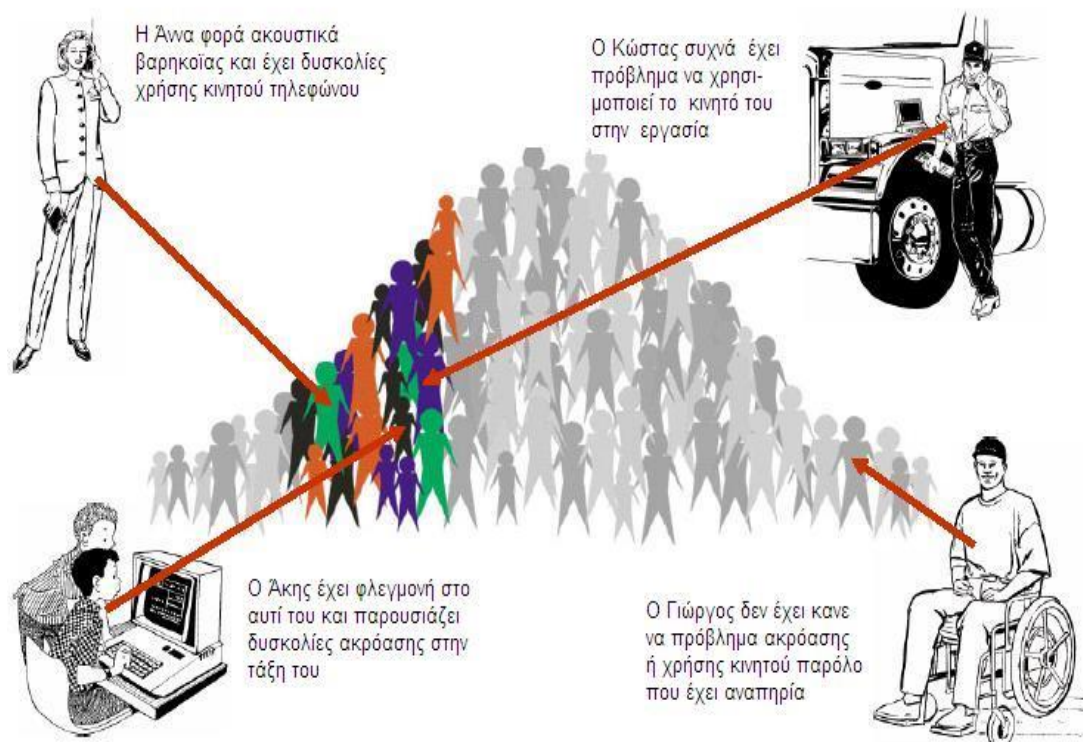 Η Άννα φορά ακουστικά
βαρηκοΐας και έχει δυσκολίες
χρήσης κινητού τηλεφώνου
Ο Κώστας συχνά έχει
πρόβλημα να χρησι-
μοποιεί το κινητό του
στην εργασία
Ο Άκης έχει φλεγμονή στο
αυτί του και παρουσιάζει
δυσκολίες ακρόασης στην
τάξη του
Ο Γιώργος δεν έχει κανε
να πρόβλημα ακρόασης
ή χρήσης κινητού παρόλο
που έχει αναπηρία